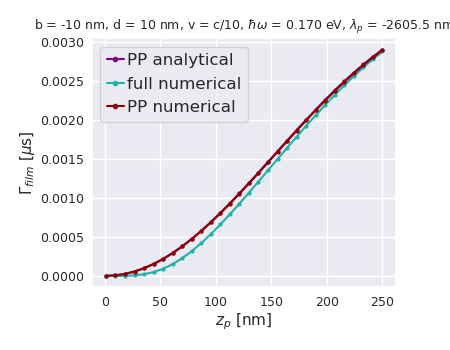 b = -10 nm, d = 10 nm, v = c/10, ℏω = 0.170 eV, λₚ = -2605.5 nm
0.0030
0.0025
0.0020
0.0015
0.0010
0.0005
0.0000
Γ_film [μs]
PP analytical
full numerical
PP numerical
0 50 100 150 200 250
z_p [nm]